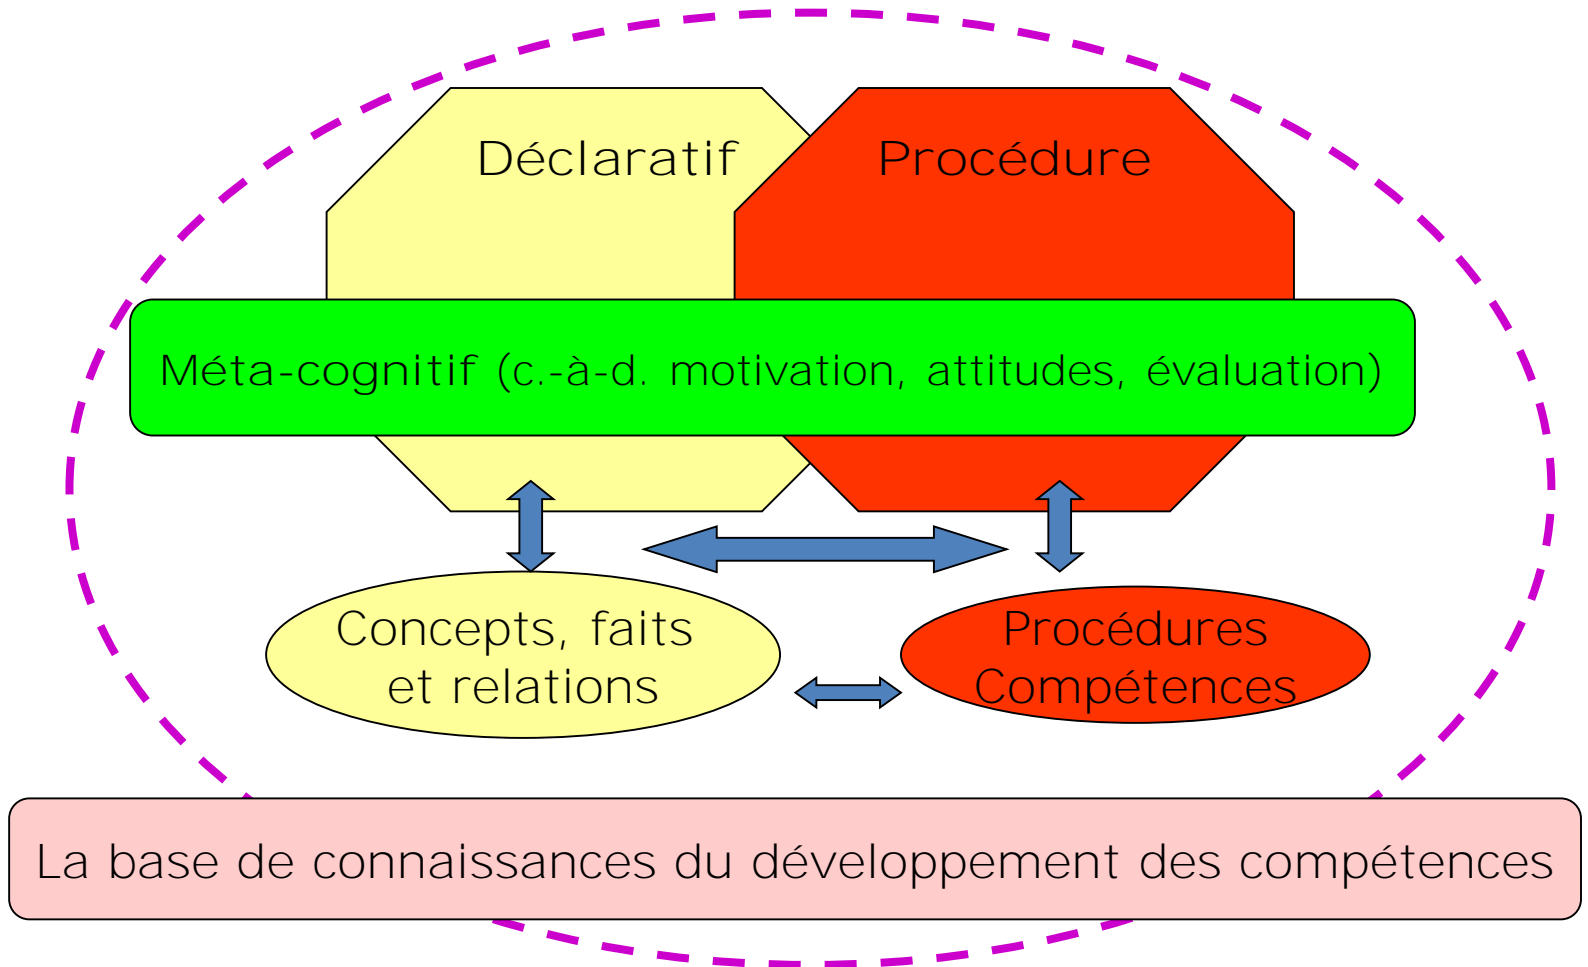 Déclaratif
Procédure
Méta-cognitif (c.-à-d. motivation, attitudes, évaluation)
Concepts, faits
et relations
Procédures
Compétences
La base de connaissances du développement des compétences